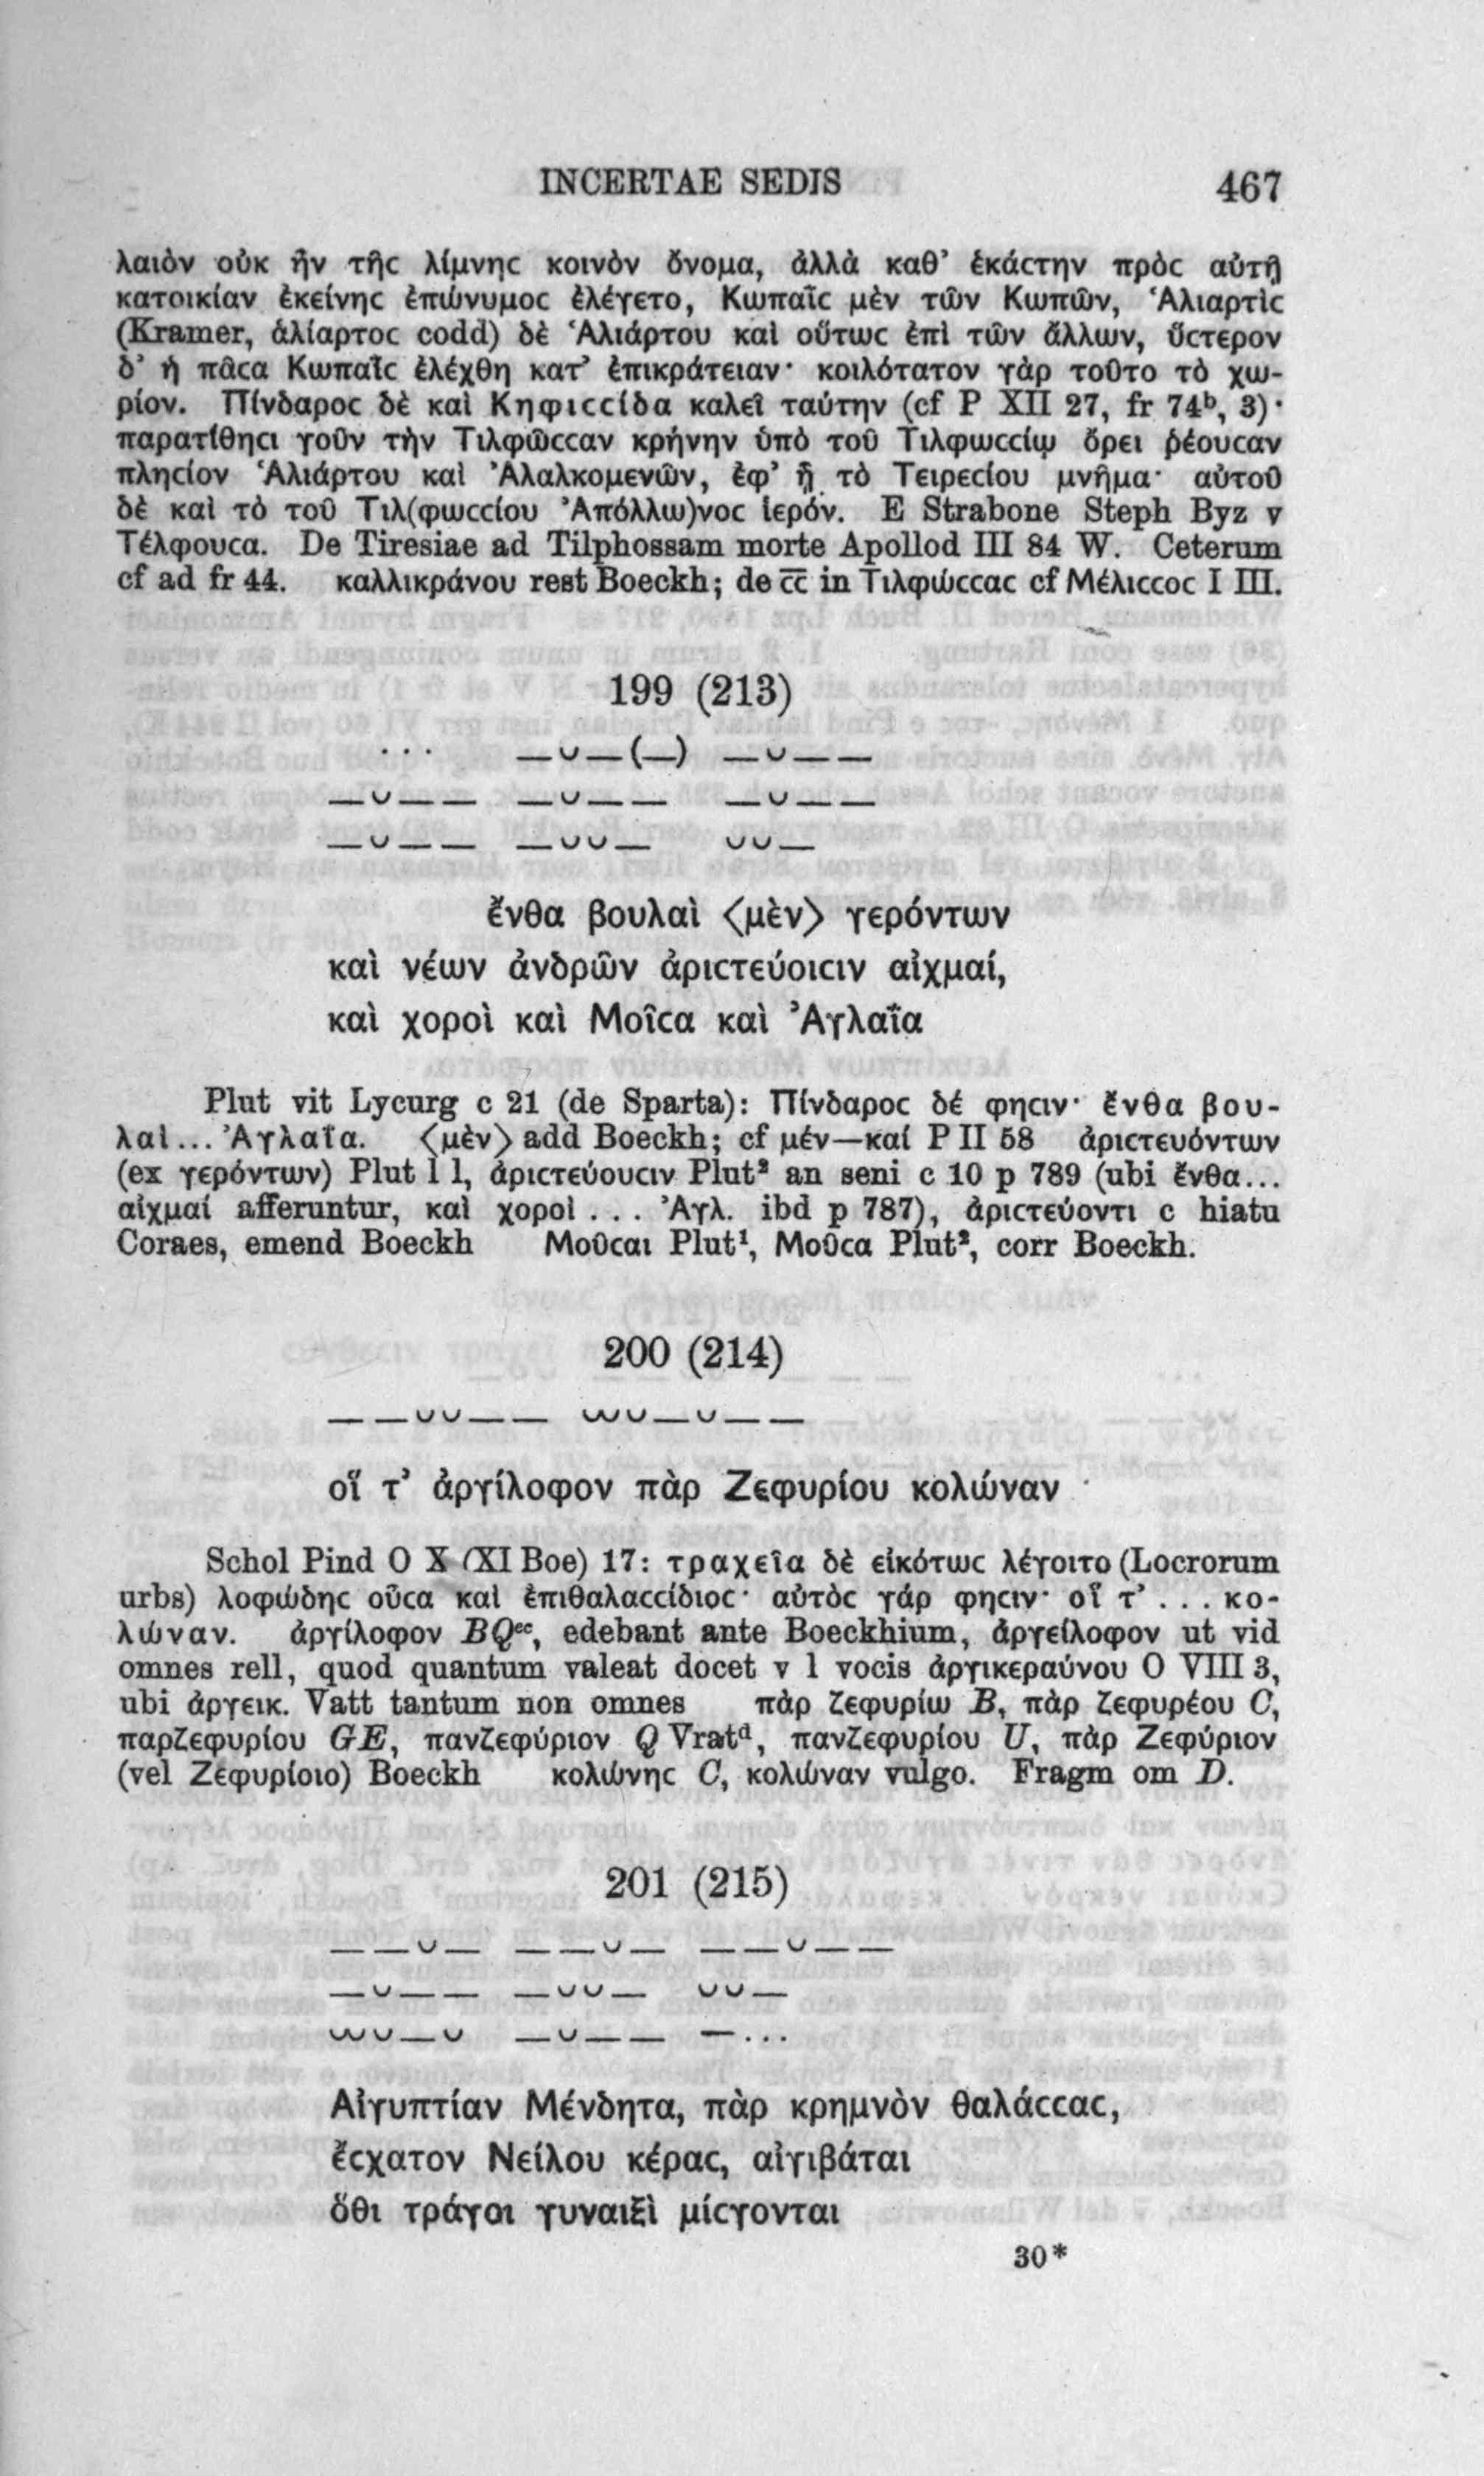 INCERTAE SEDIS 467
λαιὸν οὐκ ἦν τῆϲ λίμνηϲ κοινὸν ὄνομα, ἀλλὰ καθ' ἑκάϲτην πρὸϲ αὐτῇ
κατοικίαν ἐκείνηϲ ἐπώνυμοϲ ἐλέγετο, Κωπαῒϲ μὲν τῶν Κωπῶν, Ἁλιαρτὶϲ
(Kramer, ἁλίαρτοϲ codd) δὲ Ἁλιάρτου καὶ οὕτωϲ ἐπὶ τῶν ἄλλων, ὕϲτερον
δ' ἡ πᾶϲα Κωπαῒϲ ἐλέχθη κατ' ἐπικράτειαν· κοιλότατον γὰρ τοῦτο τὸ χω-
ρίον. Πίνδαροϲ δὲ καὶ Κηφιϲϲίδα καλεῖ ταύτην (cf P XII 27, fr 74ᵇ, 3)·
παρατίθηϲι γοῦν τὴν Τιλφῶϲϲαν κρήνην ὑπὸ τοῦ Τιλφωϲϲίῳ ὄρει ῥέουϲαν
πληϲίον Ἁλιάρτου καὶ Ἀλαλκομενῶν, ἐφ' ᾗ τὸ Τειρεϲίου μνῆμα· αὐτοῦ
δὲ καὶ τὸ τοῦ Τιλ(φωϲϲίου Ἀπόλλω)νοϲ ἱερόν. E Strabone Steph Byz v
Τέλφουϲα. De Tiresiae ad Tilphossam morte Apollod III 84 W. Ceterum
cf ad fr 44. καλλικράνου rest Boeckh; de ϲ̅ϲ̅ in Τιλφώϲϲαϲ cf Μέλιϲϲοϲ I III.
199 (213)
. . . —⏑—(—) —⏑——
—⏑—— —⏑—— —⏑——
—⏑—— —⏑⏑— ⏑⏑—
ἔνθα βουλαὶ ⟨μὲν⟩ γερόντων
καὶ νέων ἀνδρῶν ἀριϲτεύοιϲιν αἰχμαί,
καὶ χοροὶ καὶ Μοῖϲα καὶ Ἀγλαΐα
Plut vit Lycurg c 21 (de Sparta): Πίνδαροϲ δέ φηϲιν· ἔνθα βου-
λαὶ... Ἀγλαΐα. ⟨μὲν⟩ add Boeckh; cf μέν—καί P II 58 ἀριϲτευόντων
(ex γερόντων) Plut l l, ἀριϲτεύουϲιν Plut² an seni c 10 p 789 (ubi ἔνθα...
αἰχμαί afferuntur, καὶ χοροὶ . . . Ἀγλ. ibd p 787), ἀριϲτεύοντι c hiatu
Coraes, emend Boeckh Μοῦϲαι Plut¹, Μοῦϲα Plut², corr Boeckh.
200 (214)
——⏑⏑—— ⏑⏑⏑—⏑——
οἵ τ' ἀργίλοφον πὰρ Ζεφυρίου κολώναν
Schol Pind O X (XI Boe) 17: τραχεῖα δὲ εἰκότωϲ λέγοιτο (Locrorum
urbs) λοφώδηϲ οὖϲα καὶ ἐπιθαλαϲϲίδιοϲ· αὐτὸϲ γάρ φηϲιν· οἵ τ' . . . κο-
λώναν. ἀργίλοφον BQᵉᶜ, edebant ante Boeckhium, ἀργείλοφον ut vid
omnes rell, quod quantum valeat docet v l vocis ἀργικεραύνου O VIII 3,
ubi ἀργεικ. Vatt tantum non omnes πὰρ ζεφυρίω B, πὰρ ζεφυρέου C,
παρζεφυρίου GE, πανζεφύριον Q Vratᵈ, πανζεφυρίου U, πὰρ Ζεφύριον
(vel Ζεφυρίοιο) Boeckh κολώνηϲ C, κολώναν vulgo. Fragm om D.
201 (215)
——⏑— ——⏑— ——⏑——
—⏑—— —⏑⏑— ⏑⏑—
⏑⏑⏑—⏑ —⏑—— —...
Αἰγυπτίαν Μένδητα, πὰρ κρημνὸν θαλάϲϲαϲ,
ἔϲχατον Νείλου κέραϲ, αἰγιβάται
ὅθι τράγοι γυναιξὶ μίϲγονται
30*